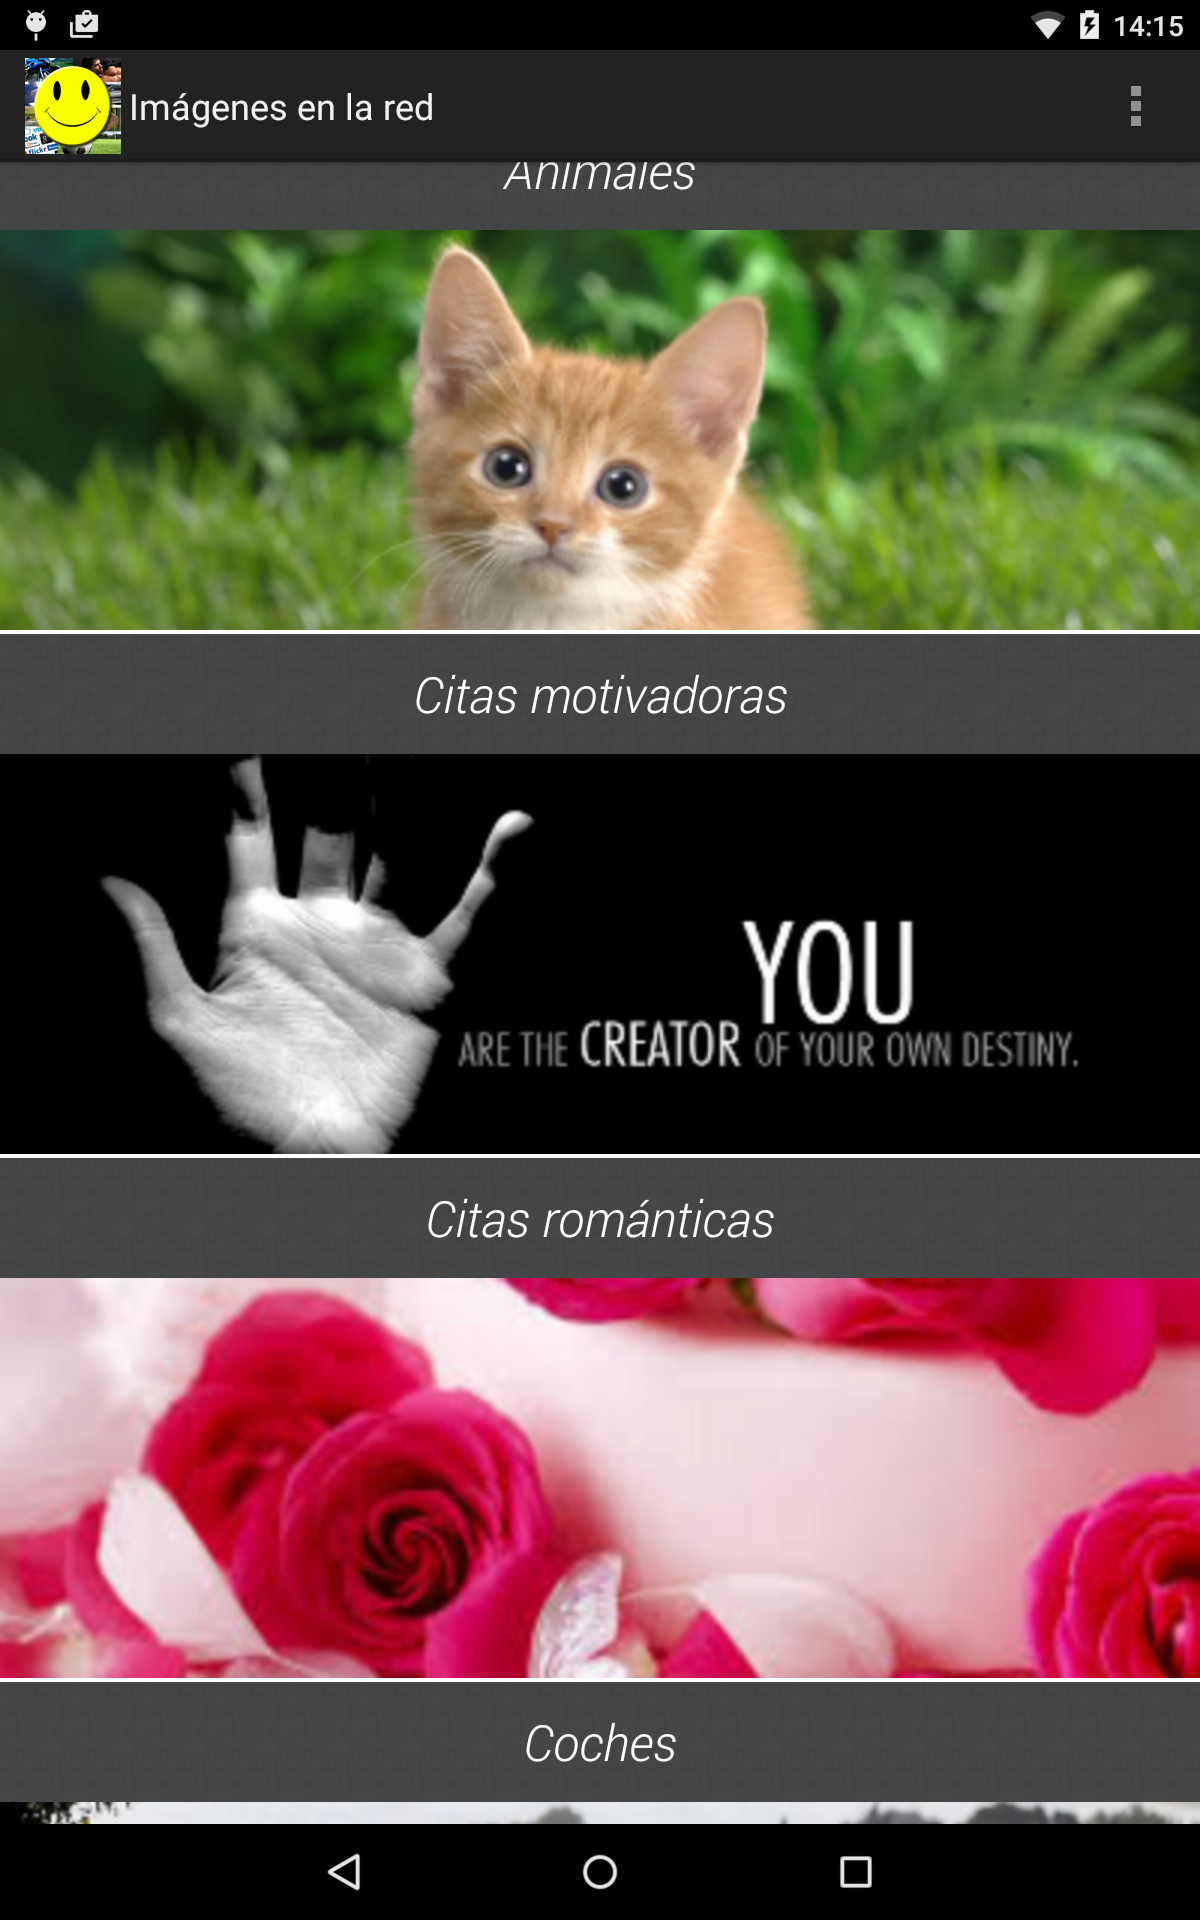 14:15
Imágenes en la red
Animales
Citas motivadoras
YOU
ARE THE CREATOR OF YOUR OWN DESTINY.
Citas románticas
Coches